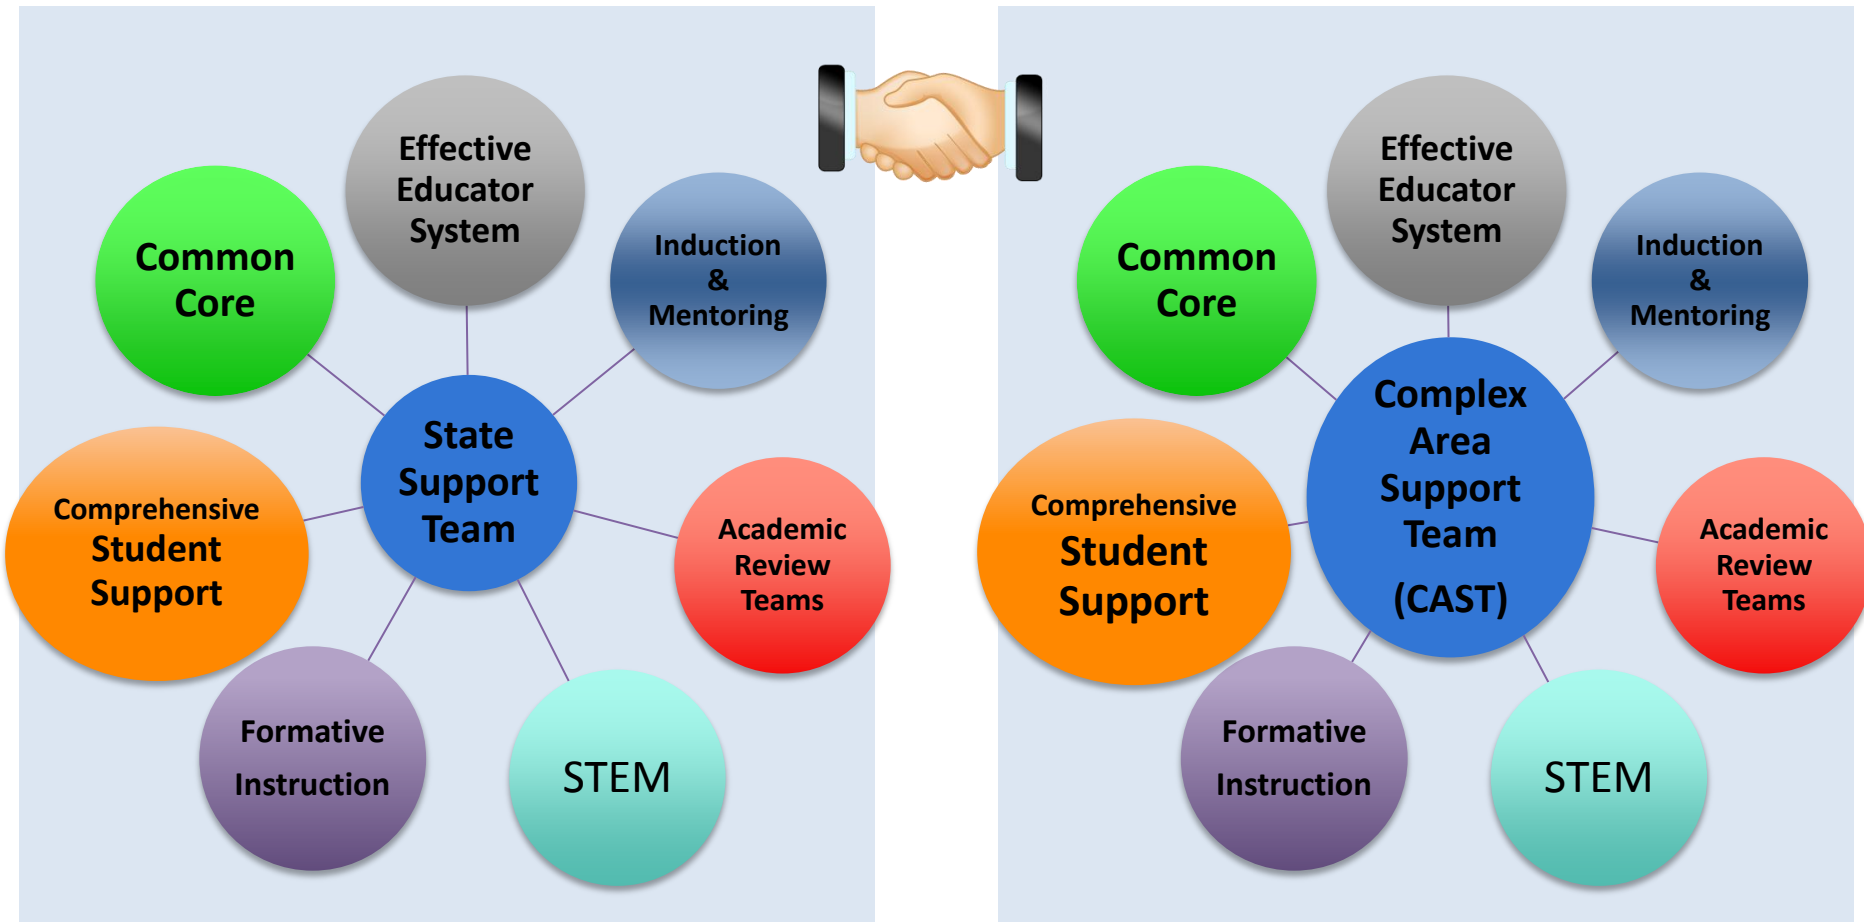 Effective
Educator
System
Common
Core
Induction
&
Mentoring
State
Support
Team
Comprehensive
Student
Support
Academic
Review
Teams
Formative
Instruction
STEM
Effective
Educator
System
Common
Core
Induction
&
Mentoring
Complex
Area
Support
Team
(CAST)
Comprehensive
Student
Support
Academic
Review
Teams
Formative
Instruction
STEM